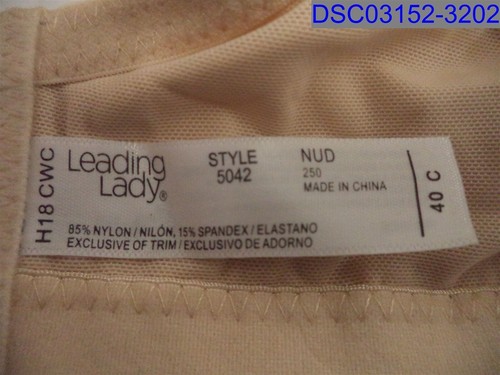 DSC03152-3202
H18 CWC
Leading
Lady®
STYLE
5042
NUD
250
MADE IN CHINA
40 C
85% NYLON / NILÓN, 15% SPANDEX / ELASTANO
EXCLUSIVE OF TRIM / EXCLUSIVO DE ADORNO